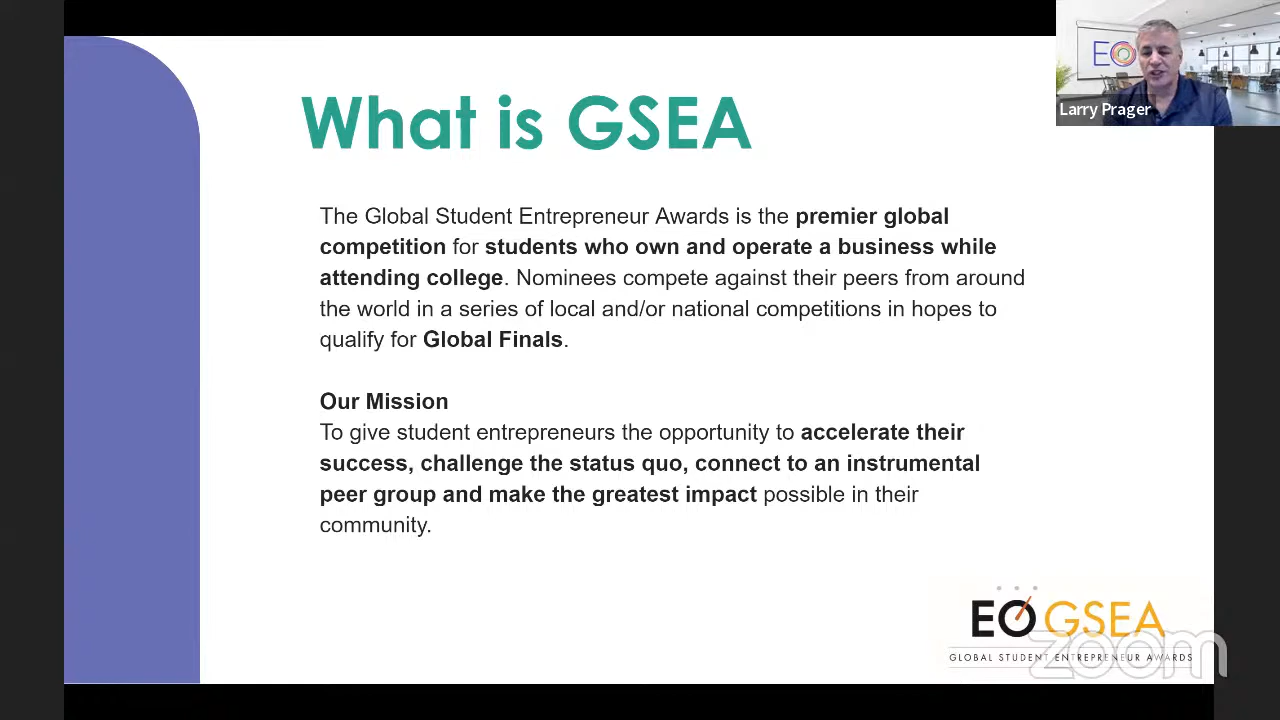 EO
Larry Prager
What is GSEA
The Global Student Entrepreneur Awards is the premier global
competition for students who own and operate a business while
attending college. Nominees compete against their peers from around
the world in a series of local and/or national competitions in hopes to
qualify for Global Finals.
Our Mission
To give student entrepreneurs the opportunity to accelerate their
success, challenge the status quo, connect to an instrumental
peer group and make the greatest impact possible in their
community.
EO GSEA
GLOBAL STUDENT ENTREPRENEUR AWARDS
zoom